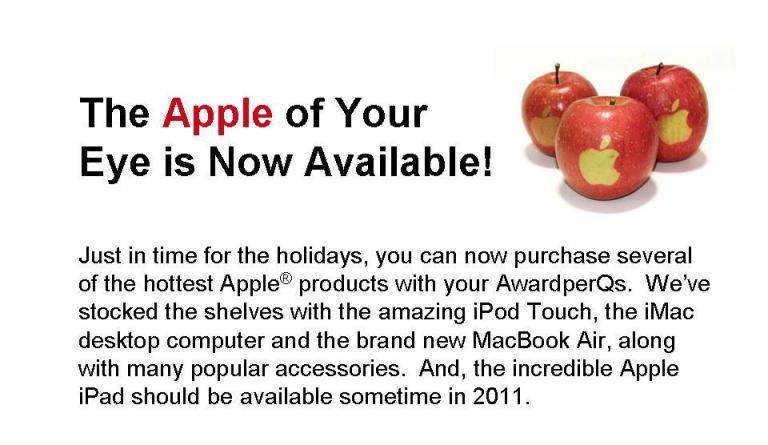 The Apple of Your
Eye is Now Available!
Just in time for the holidays, you can now purchase several
of the hottest Apple® products with your AwardperQs.  We’ve
stocked the shelves with the amazing iPod Touch, the iMac
desktop computer and the brand new MacBook Air, along
with many popular accessories.  And, the incredible Apple
iPad should be available sometime in 2011.